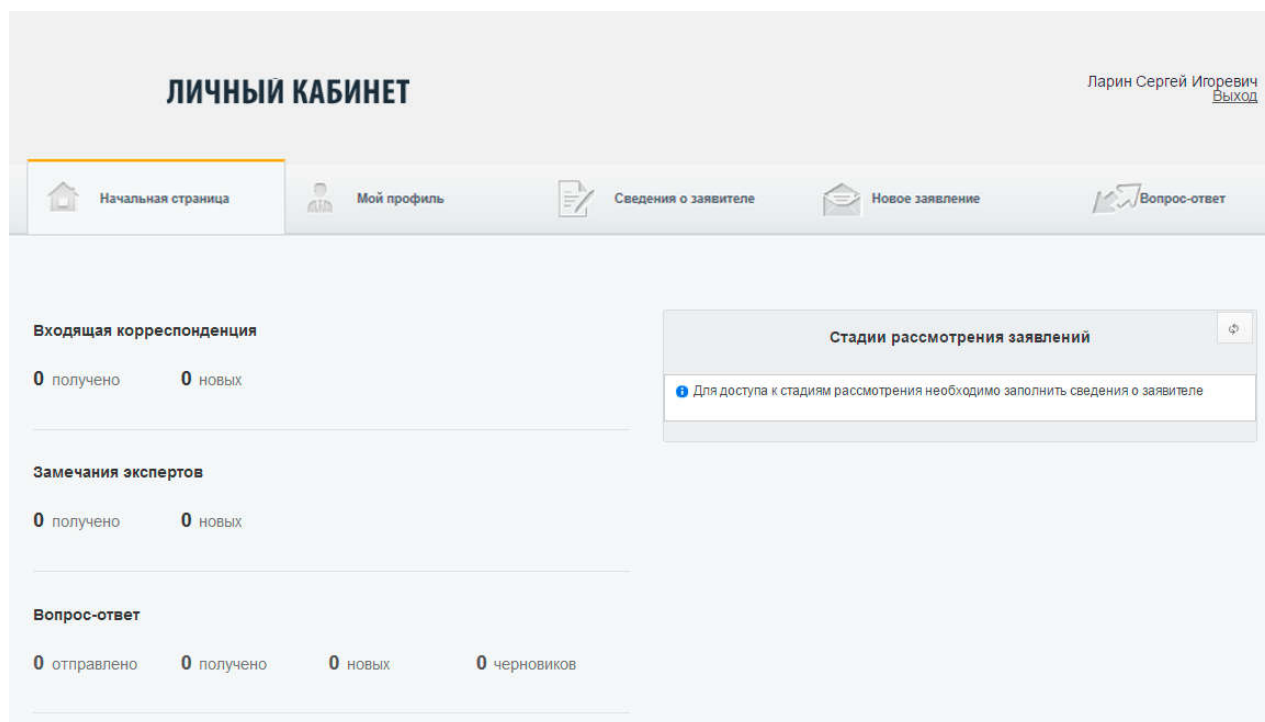 ЛИЧНЫЙ КАБИНЕТ
Ларин Сергей Игоревич
Выход
Начальная страница
Мой профиль
Сведения о заявителе
Новое заявление
Вопрос-ответ
Входящая корреспонденция
0 получено 0 новых
Стадии рассмотрения заявлений
Для доступа к стадиям рассмотрения необходимо заполнить сведения о заявителе
Замечания экспертов
0 получено 0 новых
Вопрос-ответ
0 отправлено 0 получено 0 новых 0 черновиков